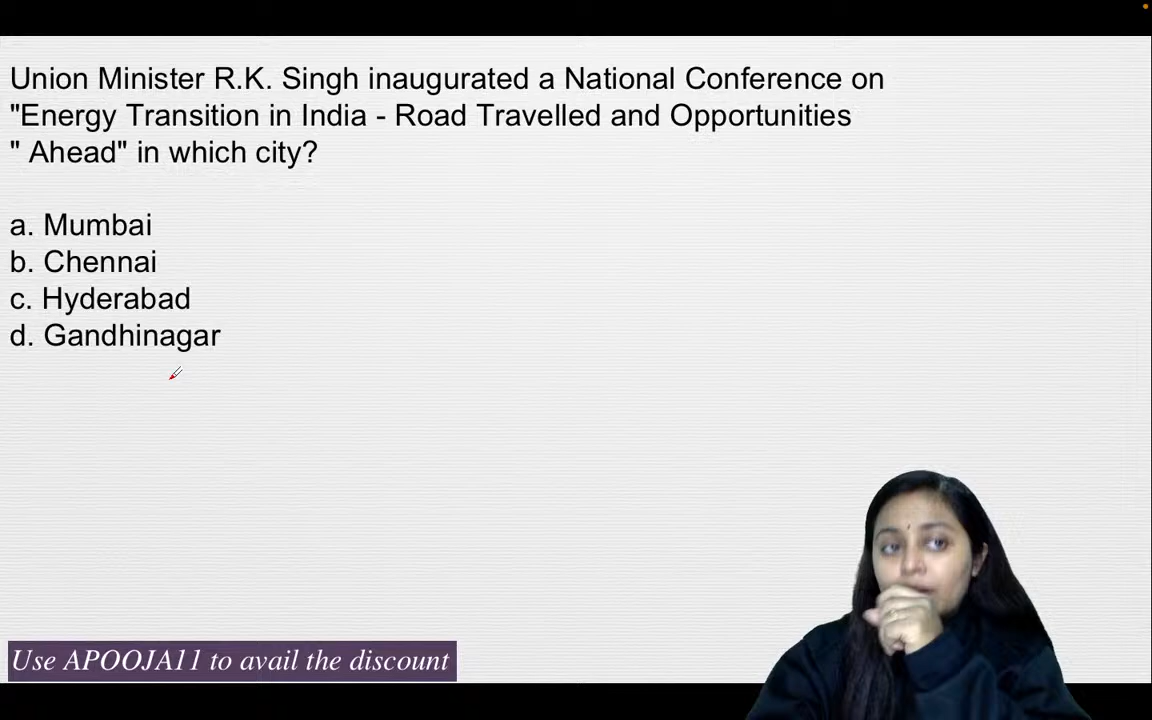 Union Minister R.K. Singh inaugurated a National Conference on
"Energy Transition in India - Road Travelled and Opportunities
" Ahead" in which city?
a. Mumbai
b. Chennai
c. Hyderabad
d. Gandhinagar
Use APOOJA11 to avail the discount